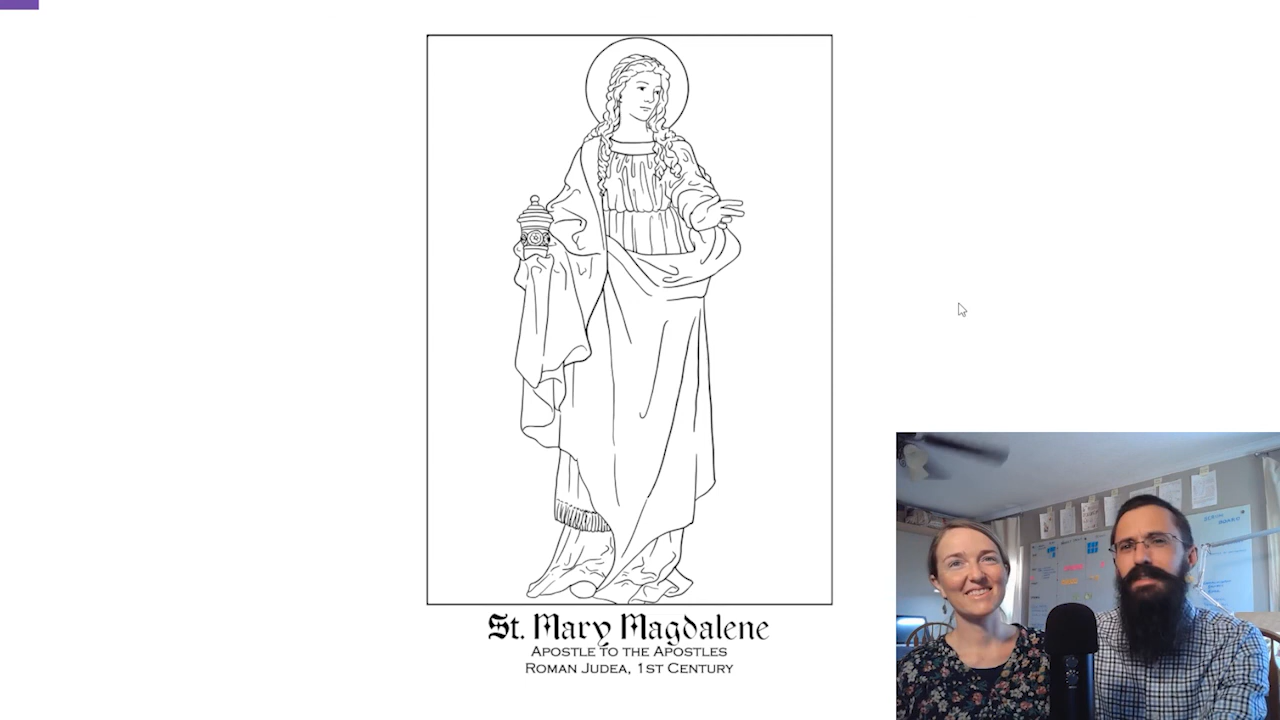 St. Mary Magdalene
Apostle to the Apostles
Roman Judea, 1st Century